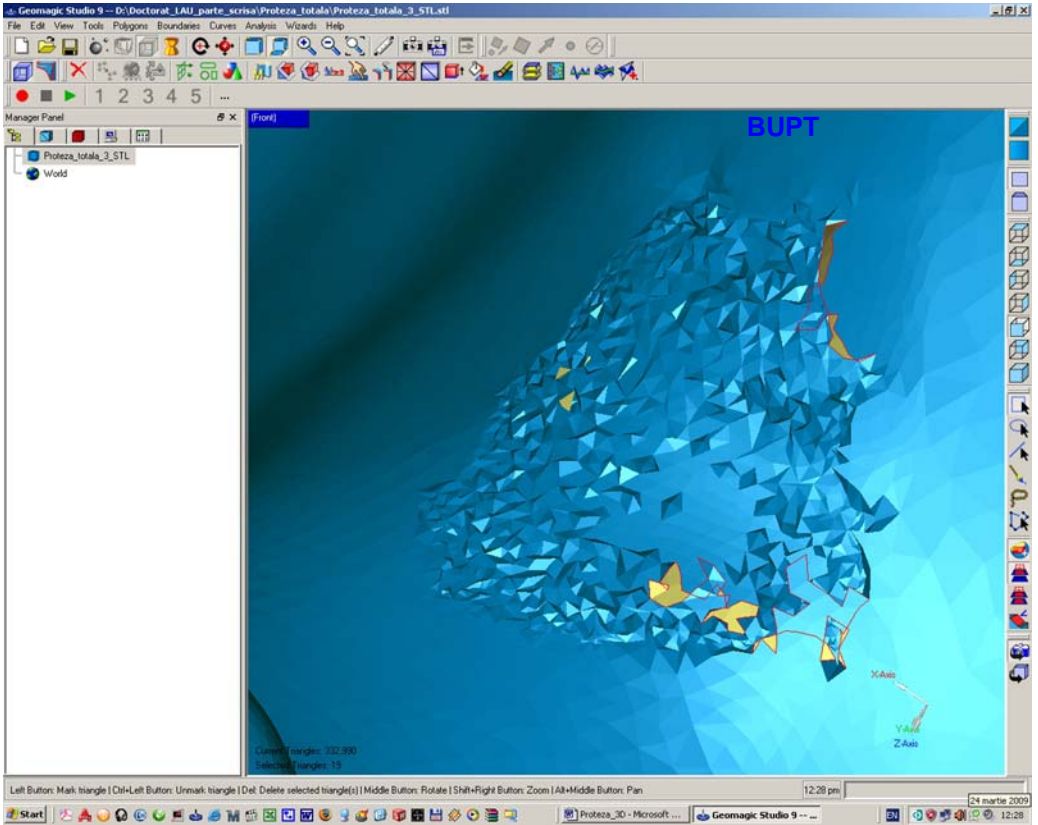 Geomagic Studio 9 -- D:\Doctorat_LAU_parte_scrisa\Proteza_totala\Proteza_totala_3_STL.stl
File Edit View Tools Polygons Boundaries Curves Analysis Wizards Help
1 2 3 4 5 ...
Manager Panel
(Front)
BUPT
Proteza_totala_3_STL
World
X-Axis
Y-Axis
Z-Axis
Current Triangles: 332,990
Selected Triangles: 19
Left Button: Mark triangle | Ctrl+Left Button: Unmark triangle | Del: Delete selected triangle(s) | Middle Button: Rotate | Shift+Right Button: Zoom | Alt+Middle Button: Pan
12:28 pm
24 martie 2009
Start
Proteza_3D - Microsoft ...
Geomagic Studio 9 -- ...
EN
12:28